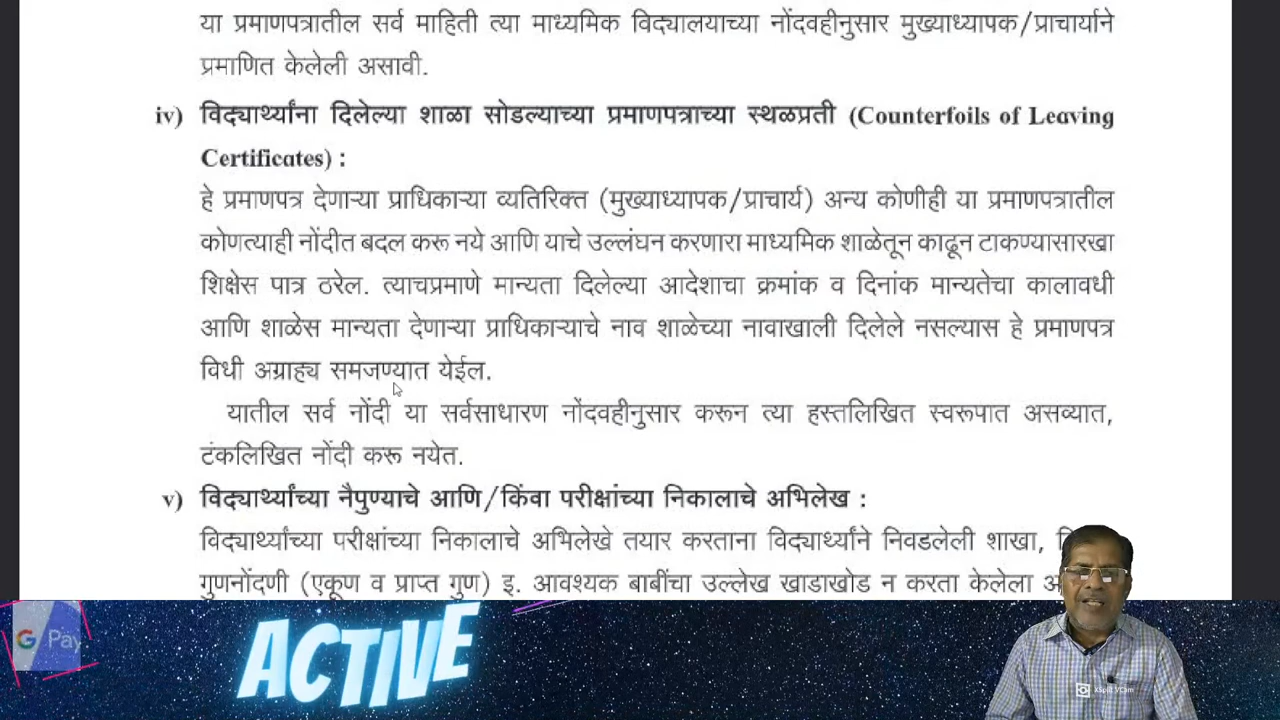 या प्रमाणपत्रातील सर्व माहिती त्या माध्यमिक विद्यालयाच्या नोंदवहीनुसार मुख्याध्यापक/प्राचार्याने
प्रमाणित केलेली असावी.
iv) विद्यार्थ्यांना दिलेल्या शाळा सोडल्याच्या प्रमाणपत्राच्या स्थळप्रती (Counterfoils of Leaving
Certificates) :
हे प्रमाणपत्र देणाऱ्या प्राधिकाऱ्या व्यतिरिक्त (मुख्याध्यापक/प्राचार्य) अन्य कोणीही या प्रमाणपत्रातील
कोणत्याही नोंदीत बदल करू नये आणि याचे उल्लंघन करणारा माध्यमिक शाळेतून काढून टाकण्यासारखा
शिक्षेस पात्र ठरेल. त्याचप्रमाणे मान्यता दिलेल्या आदेशाचा क्रमांक व दिनांक मान्यतेचा कालावधी
आणि शाळेस मान्यता देणाऱ्या प्राधिकाऱ्याचे नाव शाळेच्या नावाखाली दिलेले नसल्यास हे प्रमाणपत्र
विधी अग्राह्य समजण्यात येईल.
यातील सर्व नोंदी या सर्वसाधारण नोंदवहीनुसार करून त्या हस्तलिखित स्वरूपात असव्यात,
टंकलिखित नोंदी करू नयेत.
v) विद्यार्थ्यांच्या नैपुण्याचे आणि/किंवा परीक्षांच्या निकालाचे अभिलेख :
विद्यार्थ्यांच्या परीक्षांच्या निकालाचे अभिलेखे तयार करताना विद्यार्थ्यांने निवडलेली शाखा,
गुणनोंदणी (एकूण व प्राप्त गुण) इ. आवश्यक बाबींचा उल्लेख खाडाखोड न करता केलेला
G Pay
ACTIVE
XSplit VCam